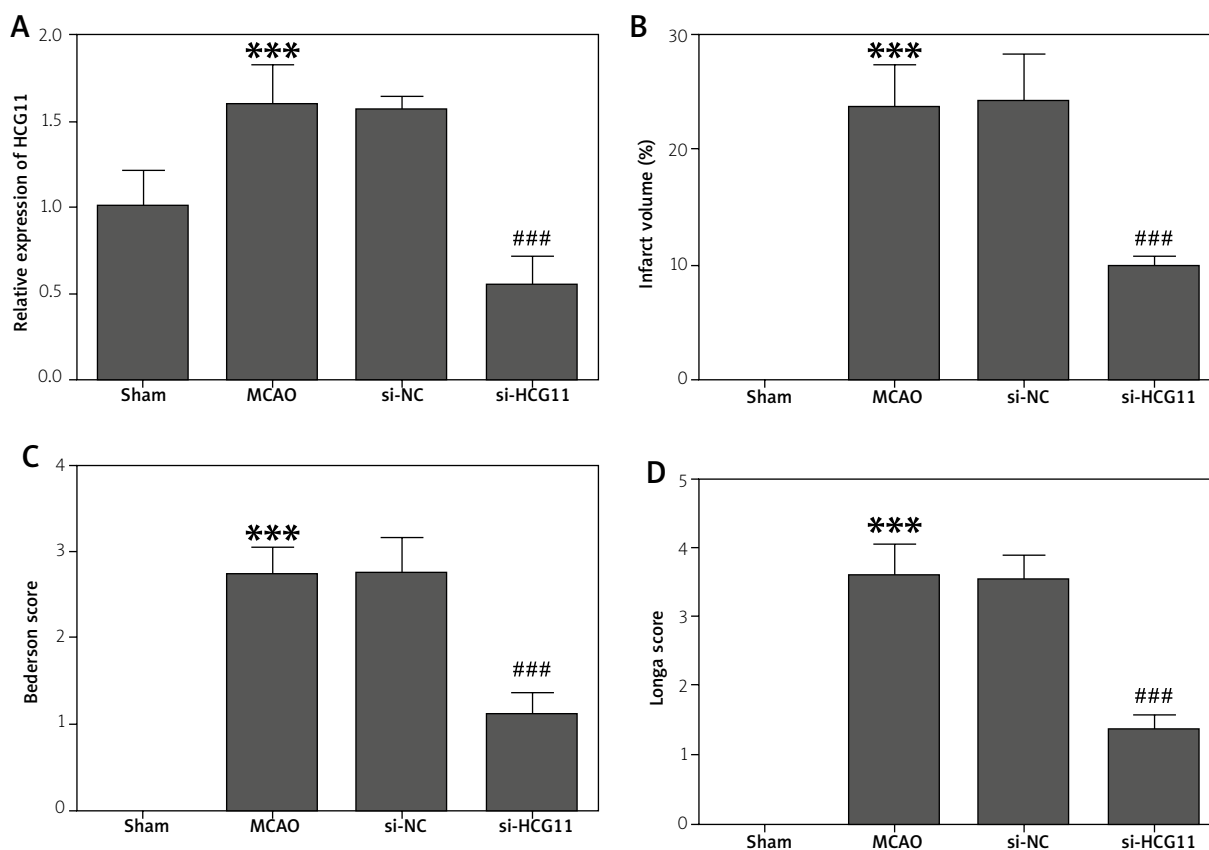 A
Relative expression of HCG11
2.0
1.5
1.0
0.5
0.0
***
###
Sham MCAO si-NC si-HCG11
B
Infarct volume (%)
30
20
10
0
***
###
Sham MCAO si-NC si-HCG11
C
Bederson score
4
3
2
1
0
***
###
Sham MCAO si-NC si-HCG11
D
Longa score
5
4
3
2
1
0
***
###
Sham MCAO si-NC si-HCG11